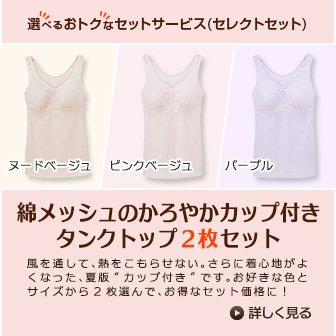 選べるおトクなセットサービス(セレクトセット)
ヌードベージュ ピンクベージュ パープル
綿メッシュのかろやかカップ付き
タンクトップ2枚セット
風を通して、熱をこもらせない。さらに着心地がよ
くなった、夏版“カップ付き”です。お好きな色と
サイズから2枚選んで、お得なセット価格に!
詳しく見る